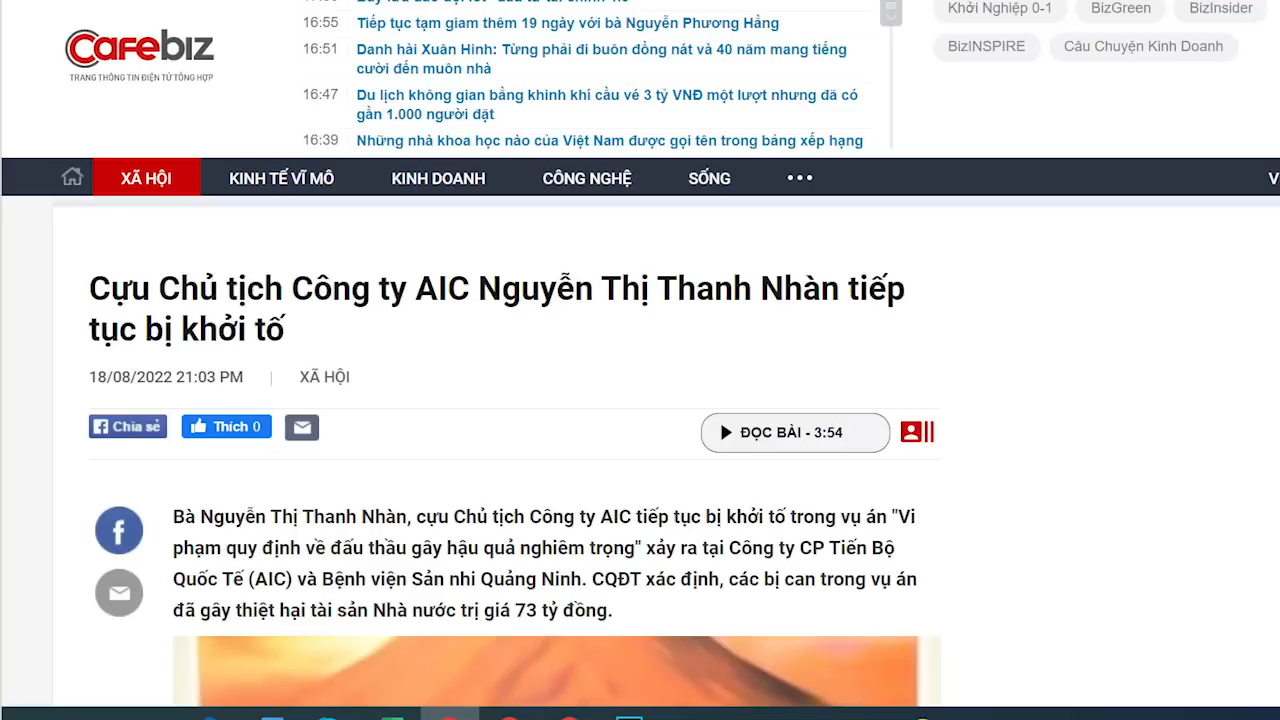 16:55 Tiếp tục tạm giam thêm 19 ngày với bà Nguyễn Phương Hằng
16:51 Danh hài Xuân Hinh: Từng phải đi buôn đồng nát và 40 năm mang tiếng
cười đến muôn nhà
16:47 Du lịch không gian bằng khinh khí cầu vé 3 tỷ VNĐ một lượt nhưng đã có
gần 1.000 người đặt
16:39 Những nhà khoa học nào của Việt Nam được gọi tên trong bảng xếp hạng
Cafebiz
TRANG THÔNG TIN ĐIỆN TỬ TỔNG HỢP
Khởi Nghiệp 0-1 BizGreen BizInsider
BizINSPIRE Câu Chuyện Kinh Doanh
XÃ HỘI KINH TẾ VĨ MÔ KINH DOANH CÔNG NGHỆ SỐNG V
Cựu Chủ tịch Công ty AIC Nguyễn Thị Thanh Nhàn tiếp
tục bị khởi tố
18/08/2022 21:03 PM | XÃ HỘI
Chia sẻ Thích 0
ĐỌC BÀI - 3:54
Bà Nguyễn Thị Thanh Nhàn, cựu Chủ tịch Công ty AIC tiếp tục bị khởi tố trong vụ án "Vi
phạm quy định về đấu thầu gây hậu quả nghiêm trọng" xảy ra tại Công ty CP Tiến Bộ
Quốc Tế (AIC) và Bệnh viện Sản nhi Quảng Ninh. CQĐT xác định, các bị can trong vụ án
đã gây thiệt hại tài sản Nhà nước trị giá 73 tỷ đồng.